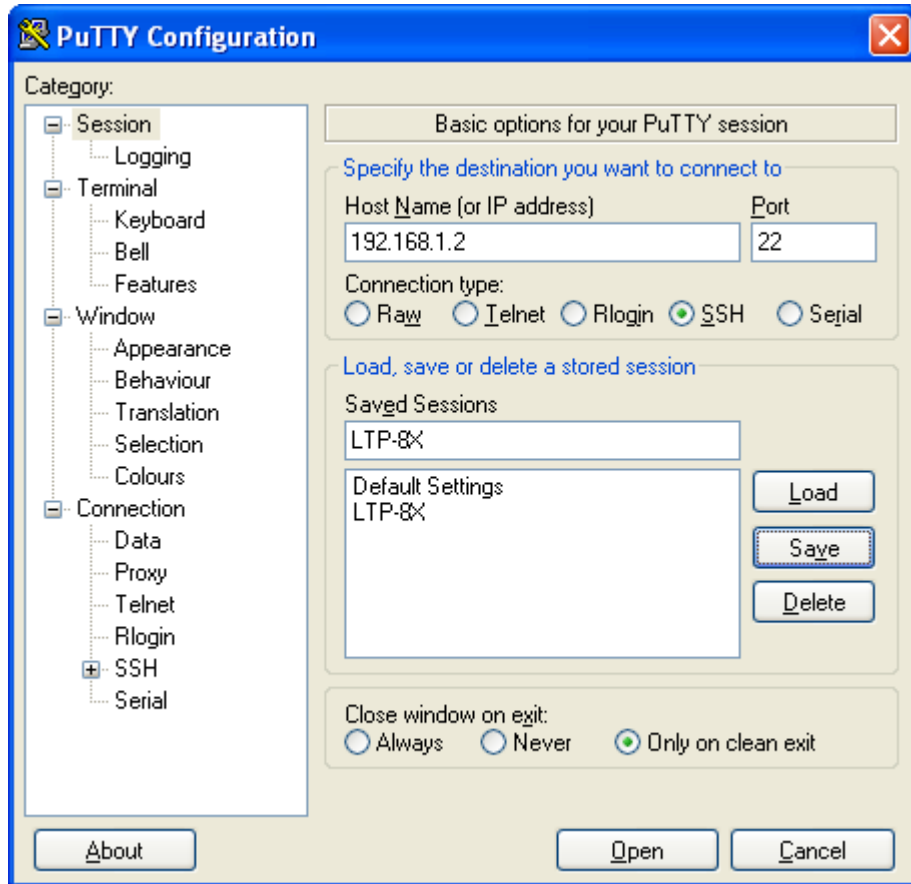 PuTTY Configuration
Category:
Session
Logging
Terminal
Keyboard
Bell
Features
Window
Appearance
Behaviour
Translation
Selection
Colours
Connection
Data
Proxy
Telnet
Rlogin
SSH
Serial
Basic options for your PuTTY session
Specify the destination you want to connect to
Host Name (or IP address) Port
192.168.1.2 22
Connection type:
Raw Telnet Rlogin SSH Serial
Load, save or delete a stored session
Saved Sessions
LTP-8X
Default Settings
LTP-8X
Load
Save
Delete
Close window on exit:
Always Never Only on clean exit
About Open Cancel